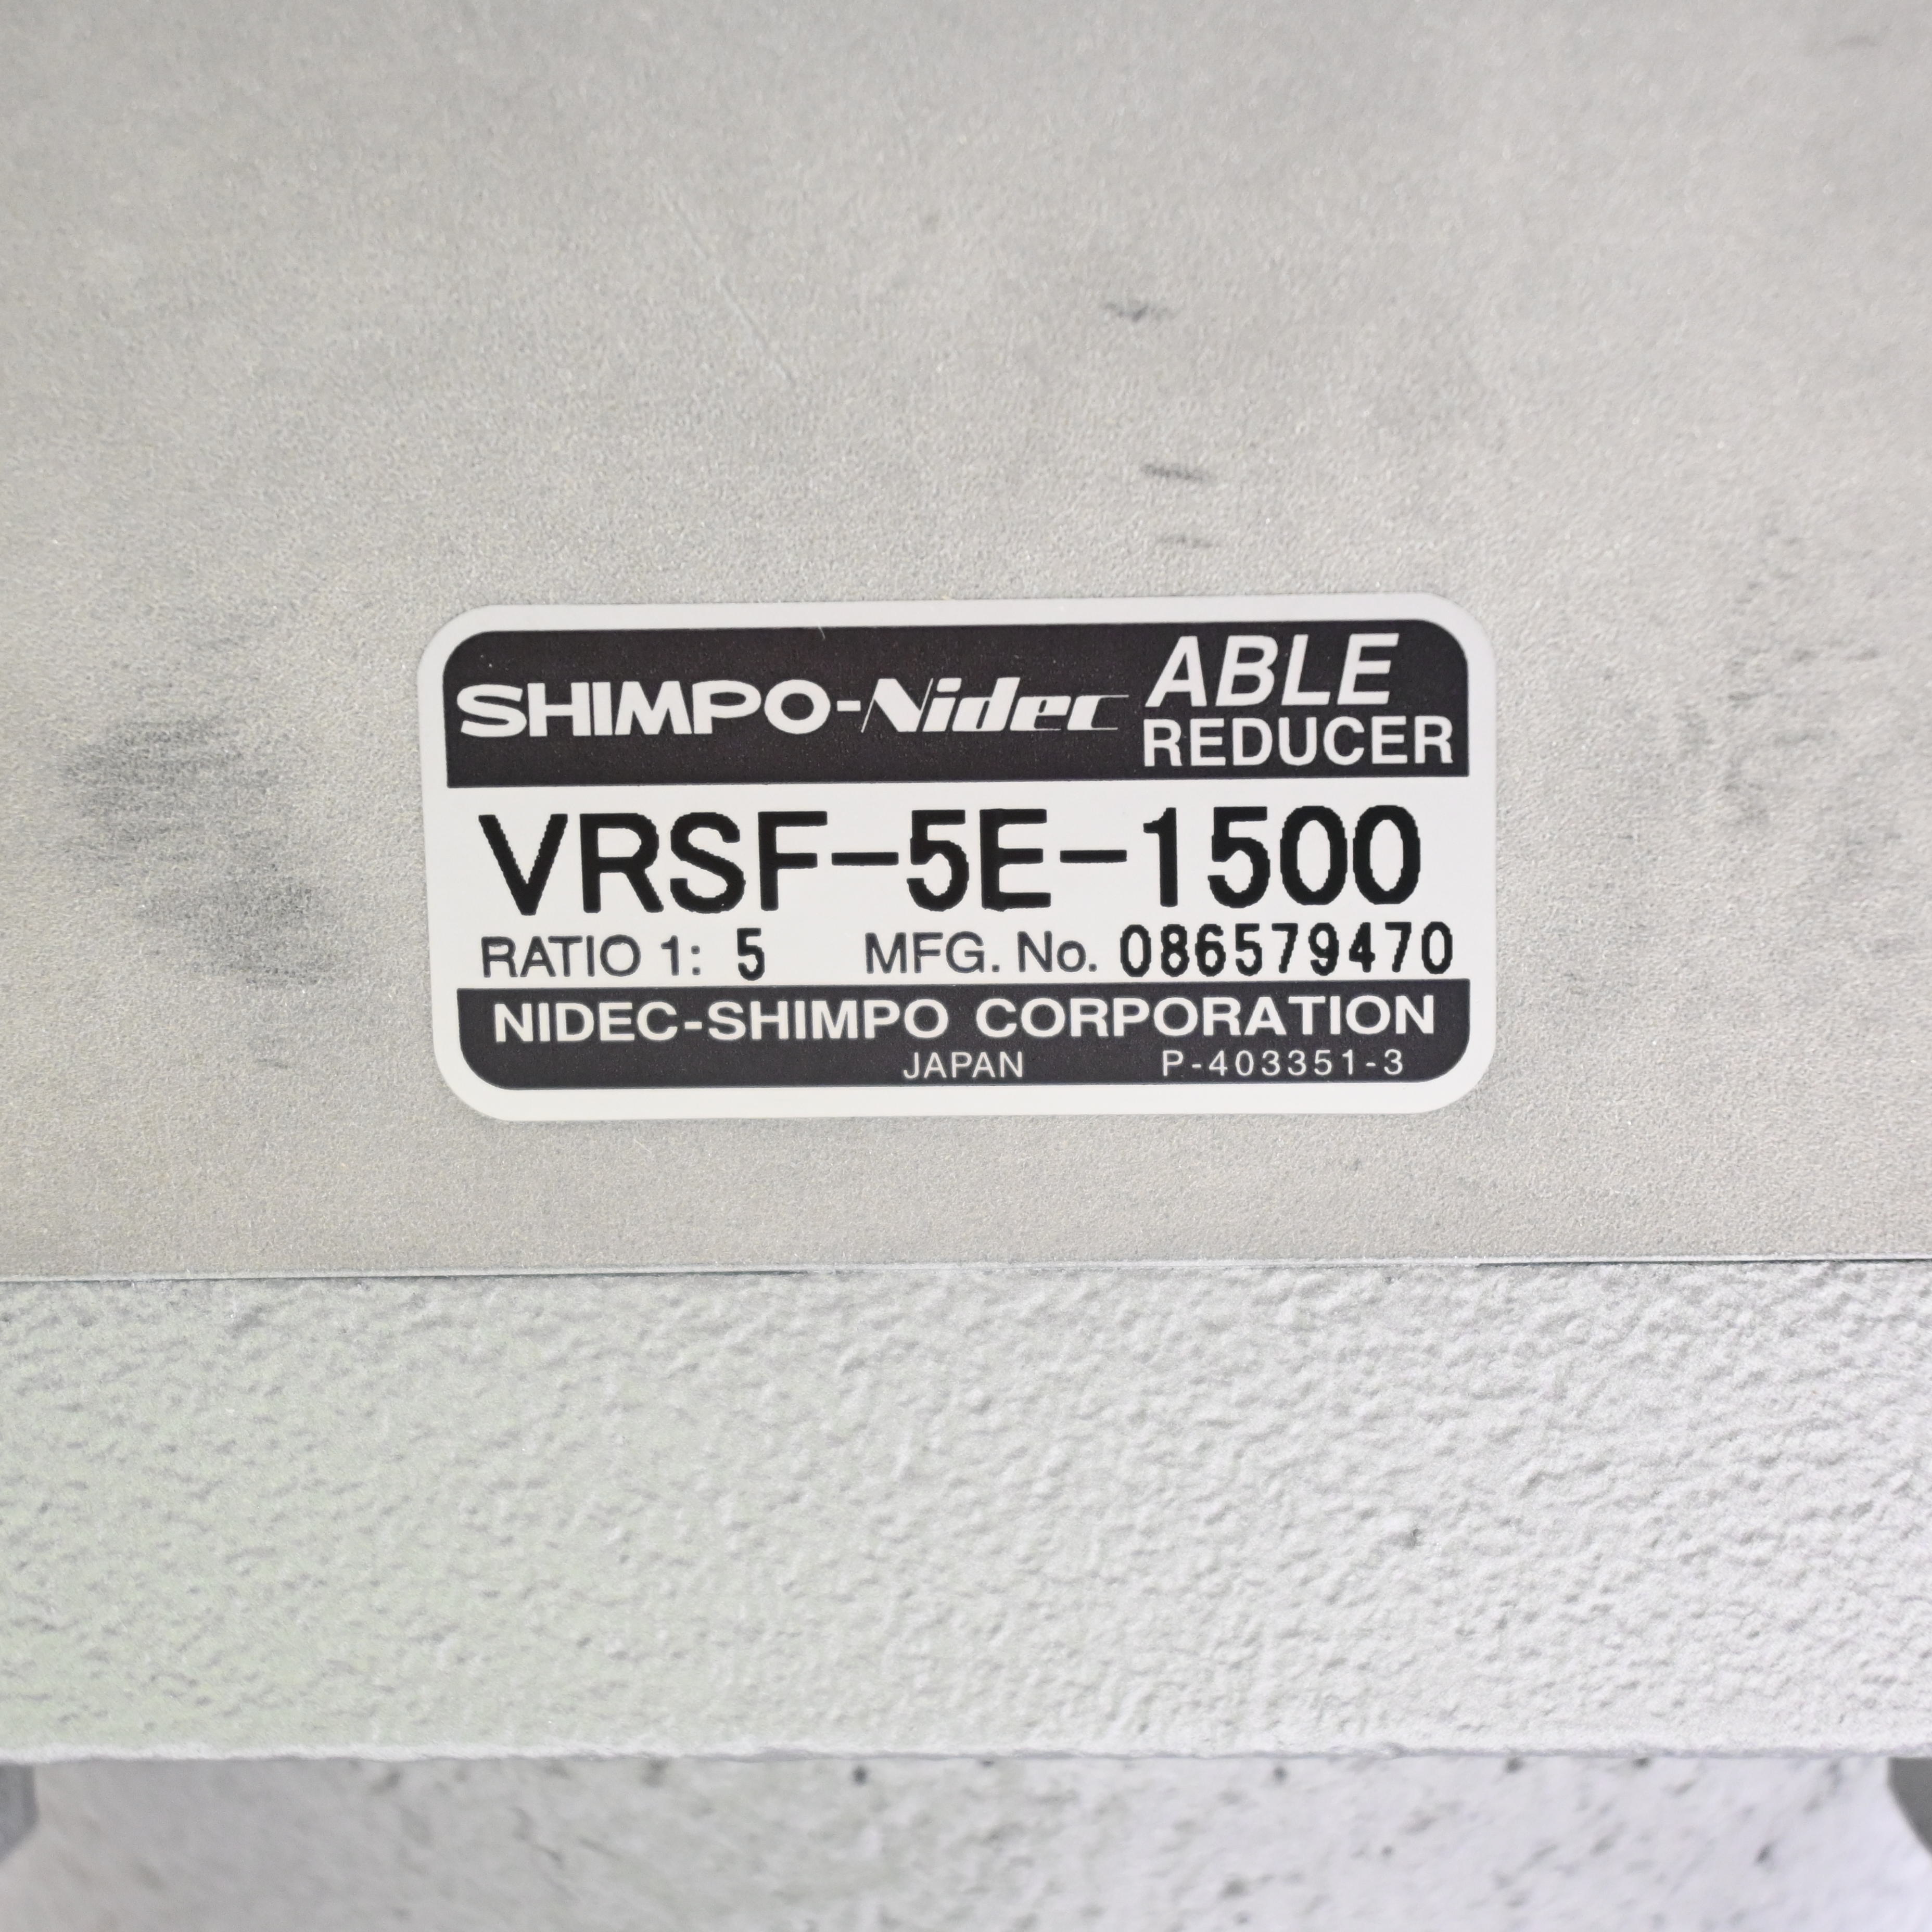 SHIMPO-Nidec ABLE REDUCER
VRSF-5E-1500
RATIO 1: 5 MFG. No. 086579470
NIDEC-SHIMPO CORPORATION
JAPAN P-403351-3